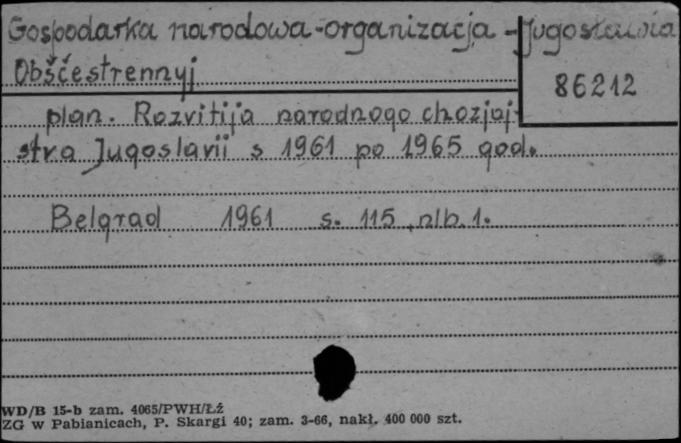 Gospodarka narodowa-organizacja - Jugosławia
Obščestvennyj
86212
plan. Rozvitija narodnogo chozjaj-
stva Jugoslavii s 1961 po 1965 god.
Belgrad 1961 s. 115, nlb. 1.
WD/B 15-b zam. 4065/PWH/Łź
ZG w Pabianicach, P. Skargi 40; zam. 3-66, nakł. 400 000 szt.